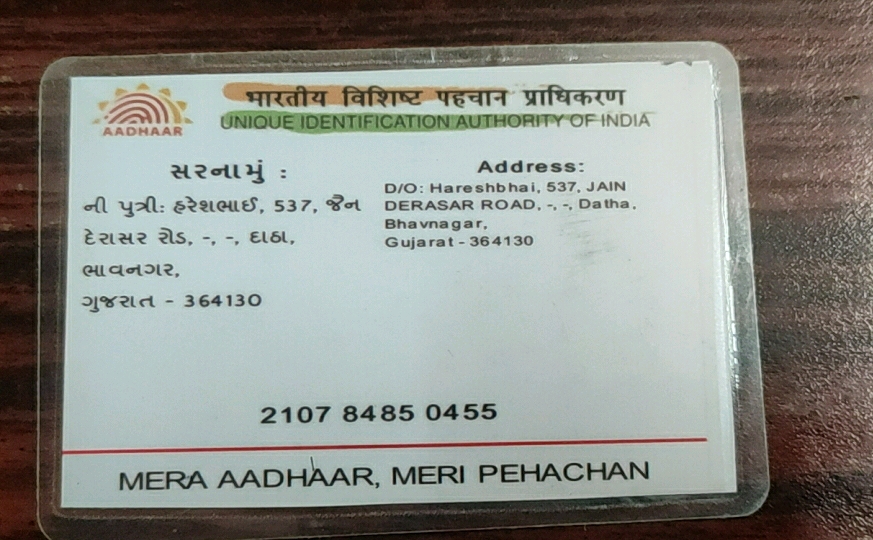 भारतीय विशिष्ट पहचान प्राधिकरण
AADHAAR
UNIQUE IDENTIFICATION AUTHORITY OF INDIA
સરનામું :
ની પુત્રી: હરેશભાઈ, 537, જૈન
દેરાસર રોડ, -, -, દાઠા,
ભાવનગર,
ગુજરાત - 364130
Address:
D/O: Hareshbhai, 537, JAIN
DERASAR ROAD, -, -, Datha,
Bhavnagar,
Gujarat - 364130
2107 8485 0455
MERA AADHAAR, MERI PEHACHAN